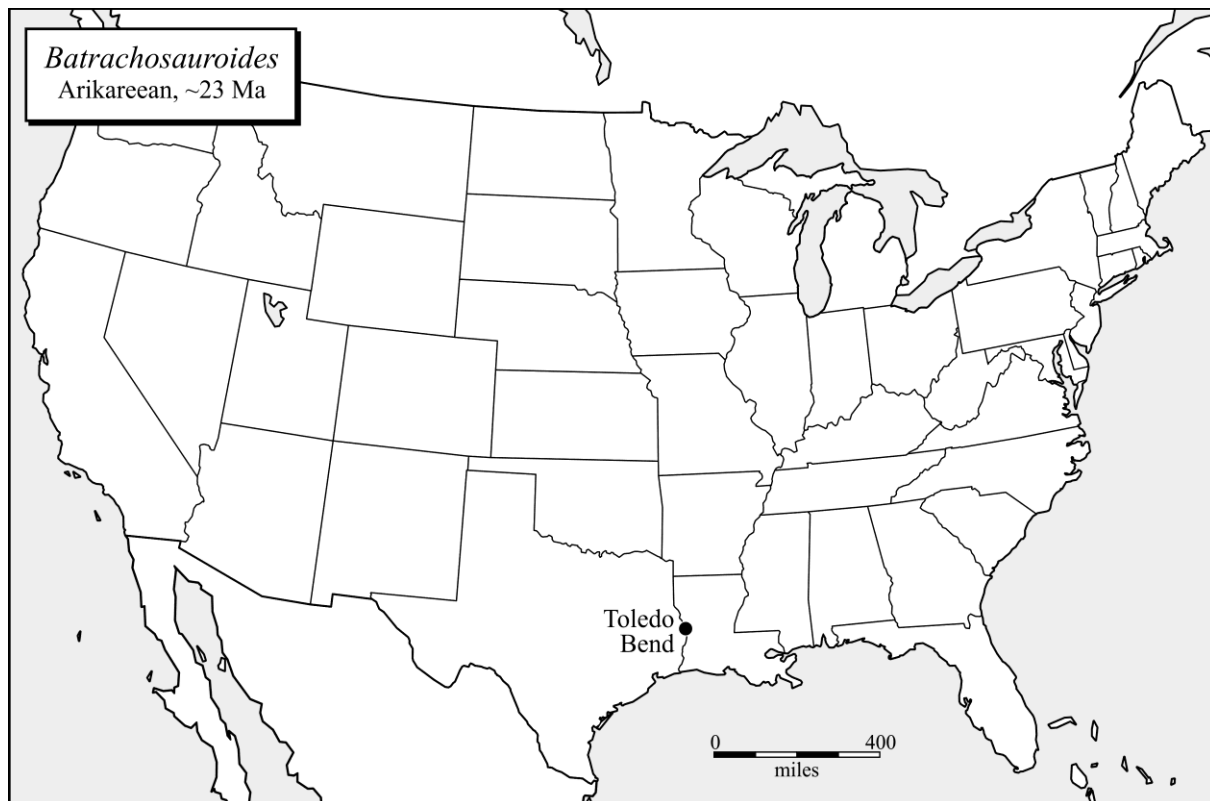 Batrachosauroides
Arikareean, ~23 Ma
Toledo
Bend
0 400
miles